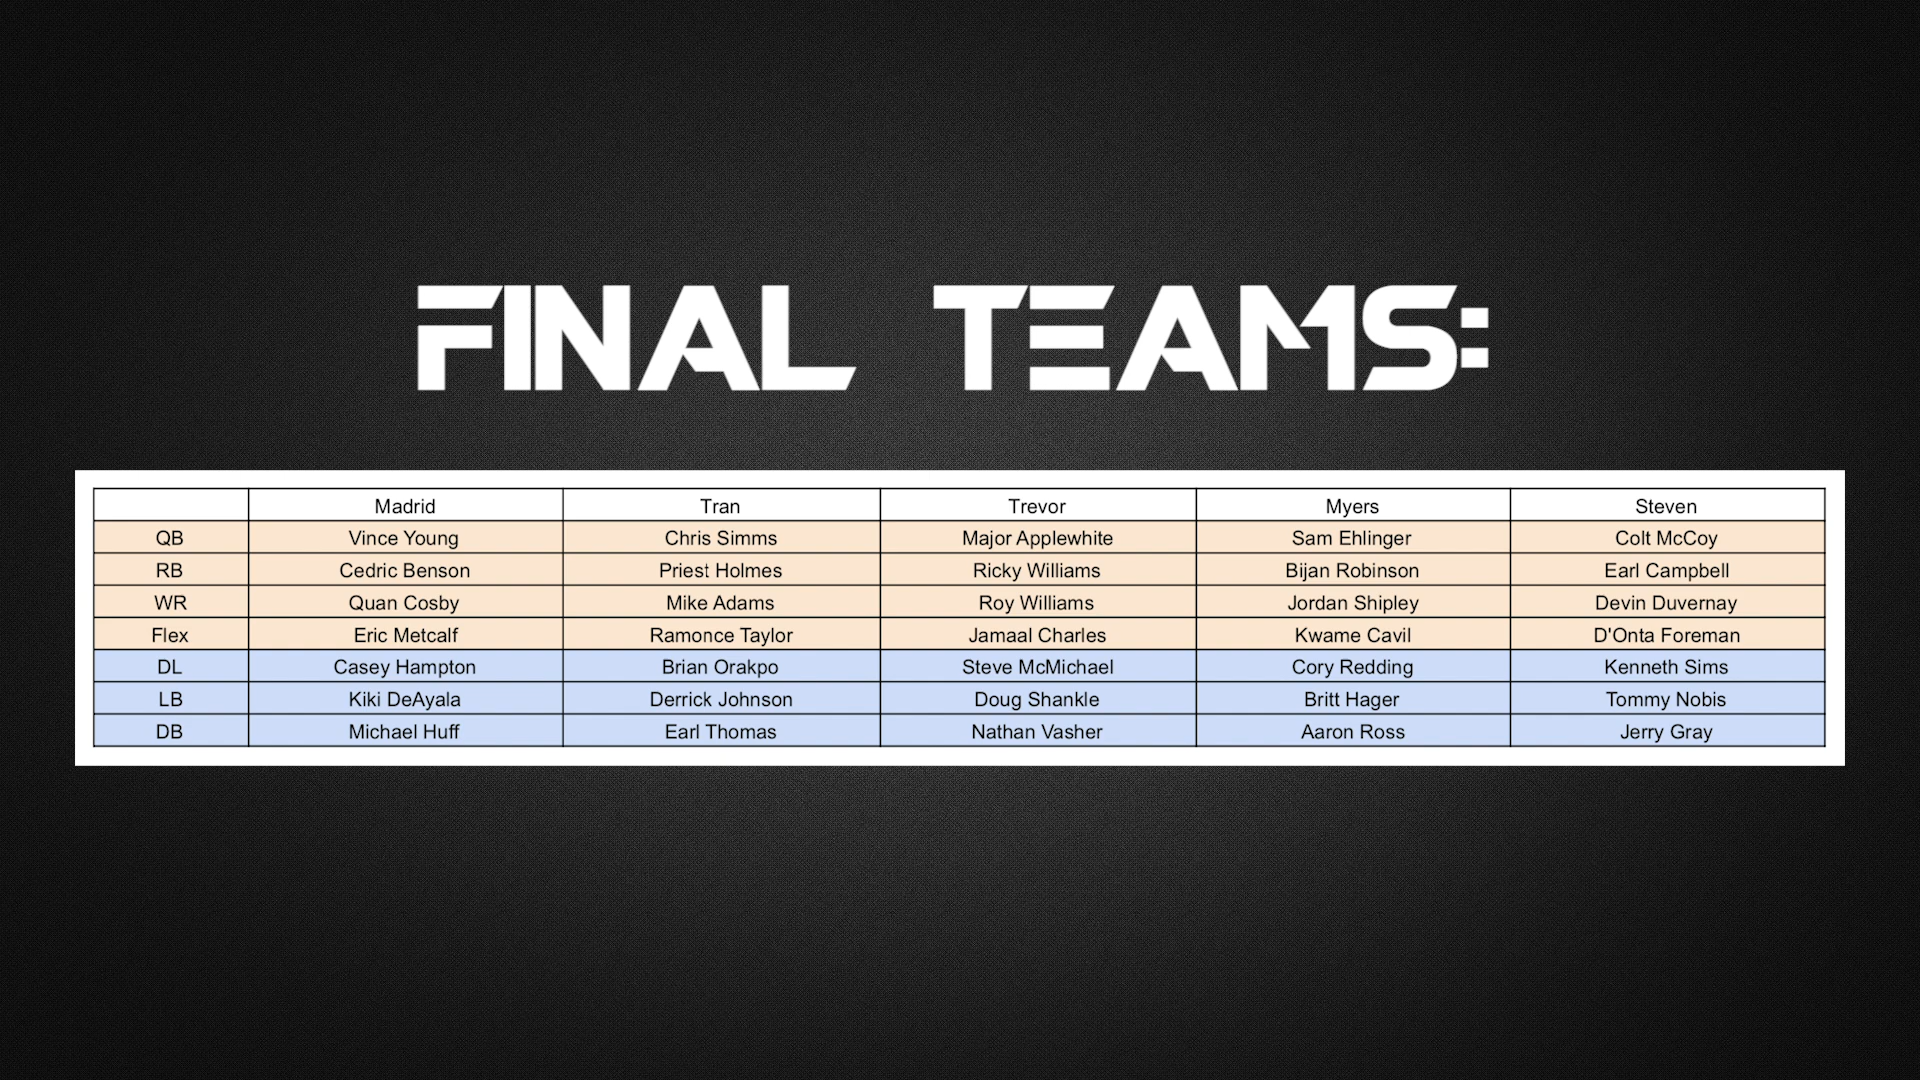 FINAL TEAMS:
Madrid Tran Trevor Myers Steven
QB Vince Young Chris Simms Major Applewhite Sam Ehlinger Colt McCoy
RB Cedric Benson Priest Holmes Ricky Williams Bijan Robinson Earl Campbell
WR Quan Cosby Mike Adams Roy Williams Jordan Shipley Devin Duvernay
Flex Eric Metcalf Ramonce Taylor Jamaal Charles Kwame Cavil D'Onta Foreman
DL Casey Hampton Brian Orakpo Steve McMichael Cory Redding Kenneth Sims
LB Kiki DeAyala Derrick Johnson Doug Shankle Britt Hager Tommy Nobis
DB Michael Huff Earl Thomas Nathan Vasher Aaron Ross Jerry Gray